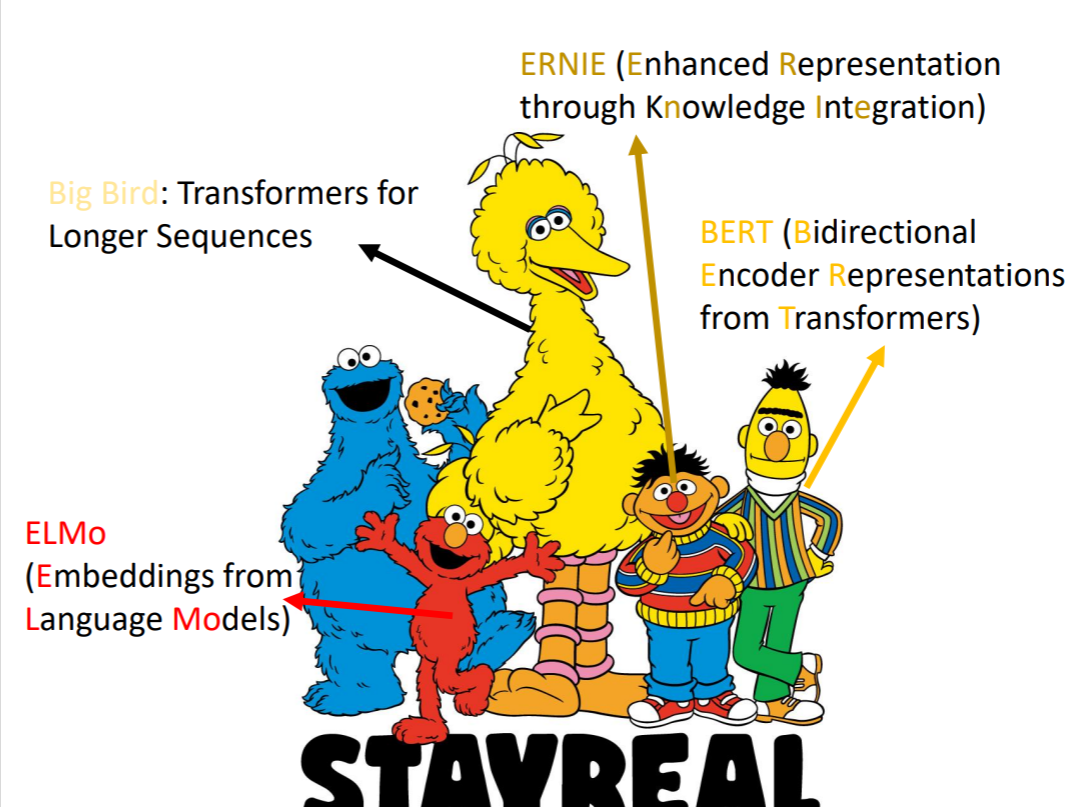 ERNIE (Enhanced Representation
through Knowledge Integration)
Big Bird: Transformers for
Longer Sequences
BERT (Bidirectional
Encoder Representations
from Transformers)
ELMo
(Embeddings from
Language Models)
STAYREAL